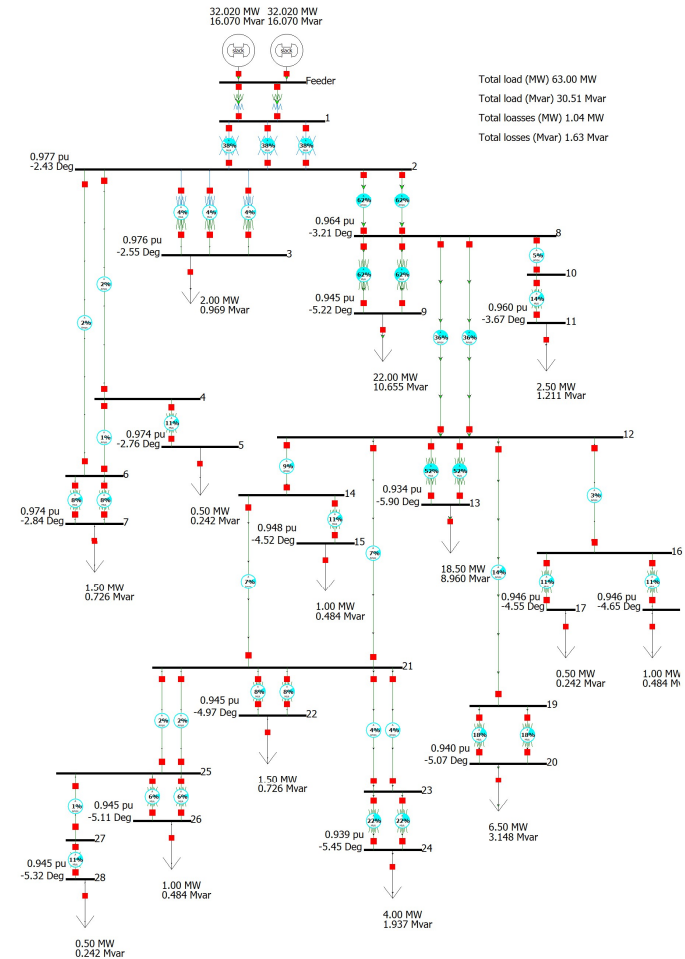 32.020 MW 32.020 MW
16.070 Mvar 16.070 Mvar
slack slack
Feeder
Total load (MW) 63.00 MW
Total load (Mvar) 30.51 Mvar
Total loasses (MW) 1.04 MW
Total losses (Mvar) 1.63 Mvar
1
38% 38% 38%
0.977 pu
-2.43 Deg
2
4% 4% 4%
62% 62%
0.976 pu
-2.55 Deg
3
2.00 MW
0.969 Mvar
0.964 pu
-3.21 Deg
8
5%
10
62% 62%
14%
0.945 pu
-5.22 Deg
9
22.00 MW
10.655 Mvar
0.960 pu
-3.67 Deg
11
2.50 MW
1.211 Mvar
2%
2%
36% 36%
4
11%
0.974 pu
-2.76 Deg
5
0.50 MW
0.242 Mvar
1%
6
8% 8%
0.974 pu
-2.84 Deg
7
1.50 MW
0.726 Mvar
12
9%
14
11%
0.948 pu
-4.52 Deg
15
1.00 MW
0.484 Mvar
52% 52%
0.934 pu
-5.90 Deg
13
18.50 MW
8.960 Mvar
3%
16
11% 11%
0.946 pu
-4.55 Deg
17
0.946 pu
-4.65 Deg
0.50 MW
0.242 Mvar
1.00 MW
0.484 M
7%
7%
14%
21
8% 8%
0.945 pu
-4.97 Deg
22
1.50 MW
0.726 Mvar
2% 2%
4% 4%
19
18% 18%
0.940 pu
-5.07 Deg
20
6.50 MW
3.148 Mvar
25
6% 6%
0.945 pu
-5.11 Deg
26
1.00 MW
0.484 Mvar
23
22% 22%
0.939 pu
-5.45 Deg
24
4.00 MW
1.937 Mvar
1%
27
11%
0.945 pu
-5.32 Deg
28
0.50 MW
0.242 Mvar